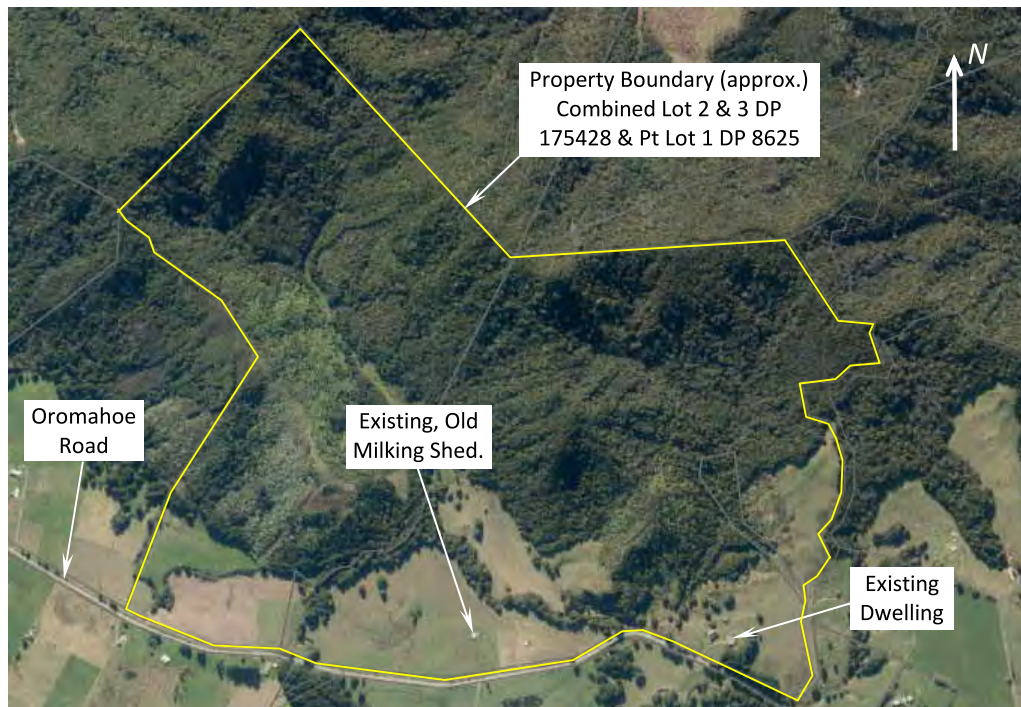 Property Boundary (approx.)
Combined Lot 2 & 3 DP
175428 & Pt Lot 1 DP 8625
N
Oromahoe
Road
Existing, Old
Milking Shed.
Existing
Dwelling